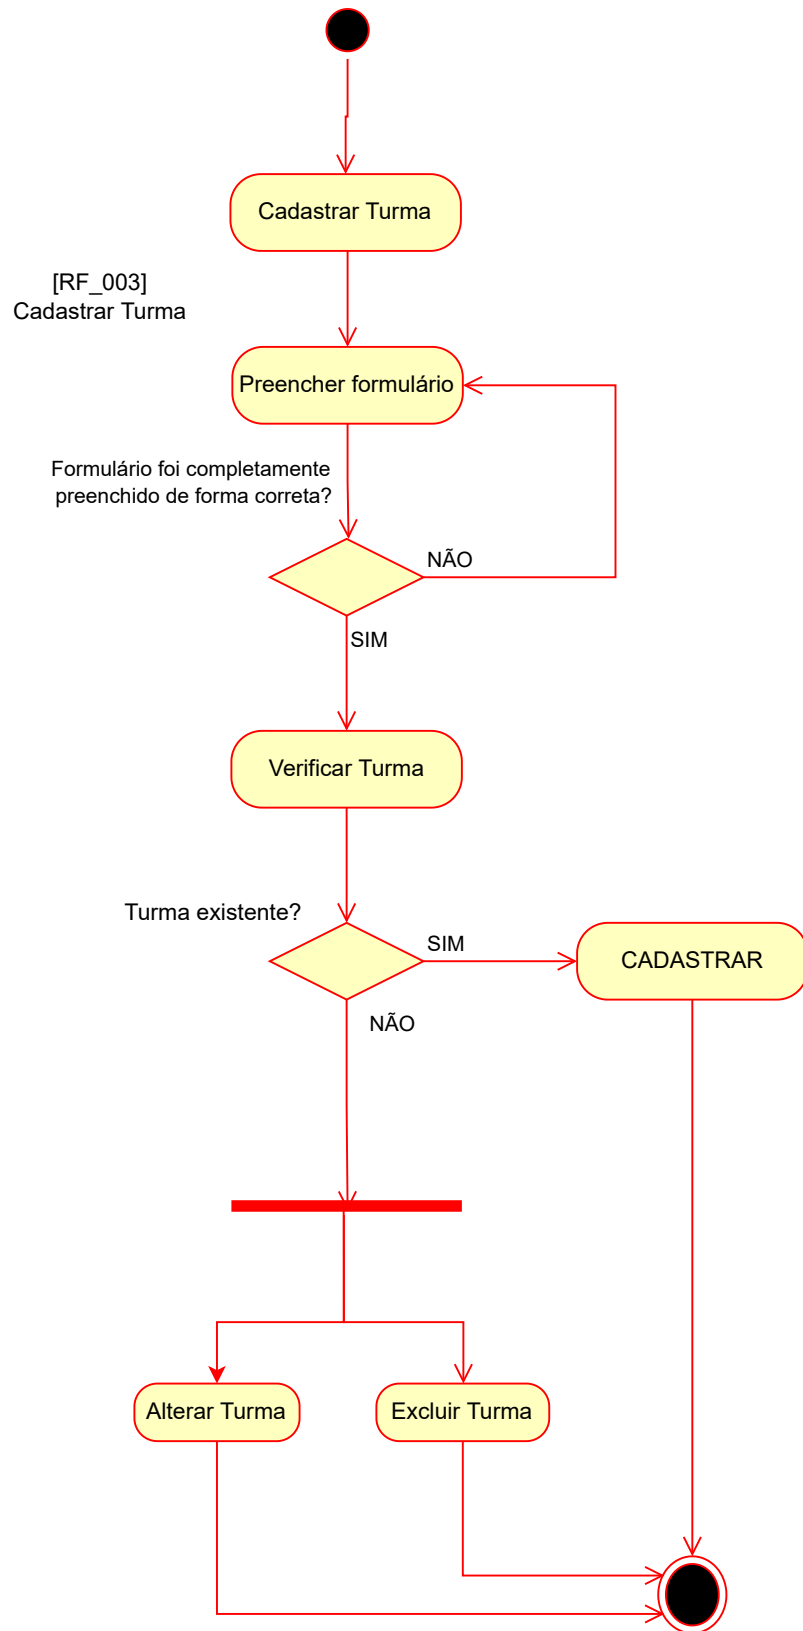 Cadastrar Turma
[RF_003]
Cadastrar Turma
Preencher formulário
Formulário foi completamente
preenchido de forma correta?
NÃO
SIM
Verificar Turma
Turma existente?
SIM
CADASTRAR
NÃO
Alterar Turma
Excluir Turma